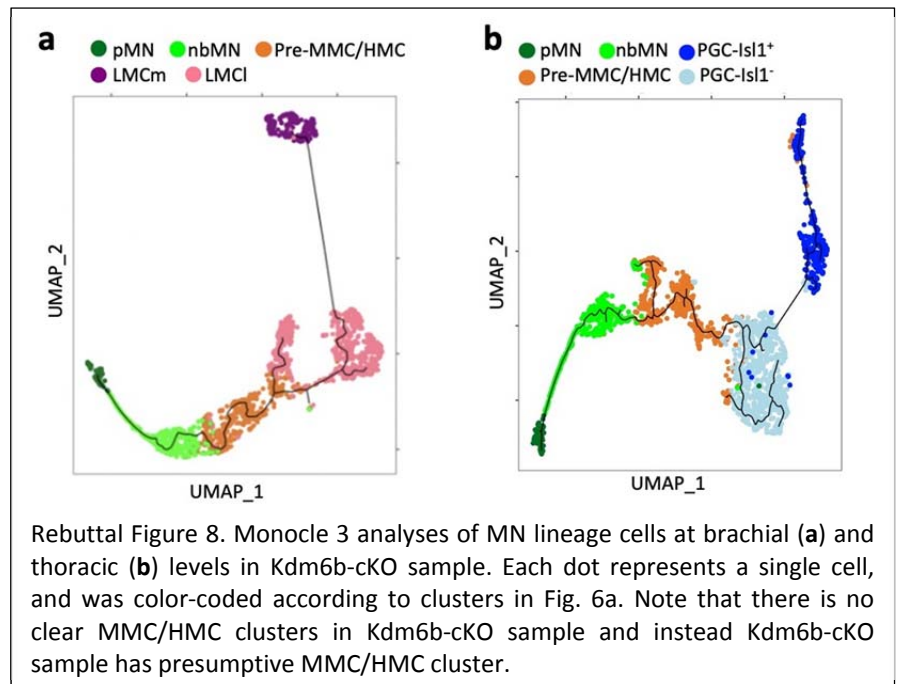 a
pMN nbMN Pre-MMC/HMC
LMCm LMCl
UMAP_2
UMAP_1
b
pMN nbMN PGC-Isl1⁺
Pre-MMC/HMC PGC-Isl1⁻
UMAP_2
UMAP_1
Rebuttal Figure 8. Monocle 3 analyses of MN lineage cells at brachial (a) and
thoracic (b) levels in Kdm6b-cKO sample. Each dot represents a single cell,
and was color-coded according to clusters in Fig. 6a. Note that there is no
clear MMC/HMC clusters in Kdm6b-cKO sample and instead Kdm6b-cKO
sample has presumptive MMC/HMC cluster.